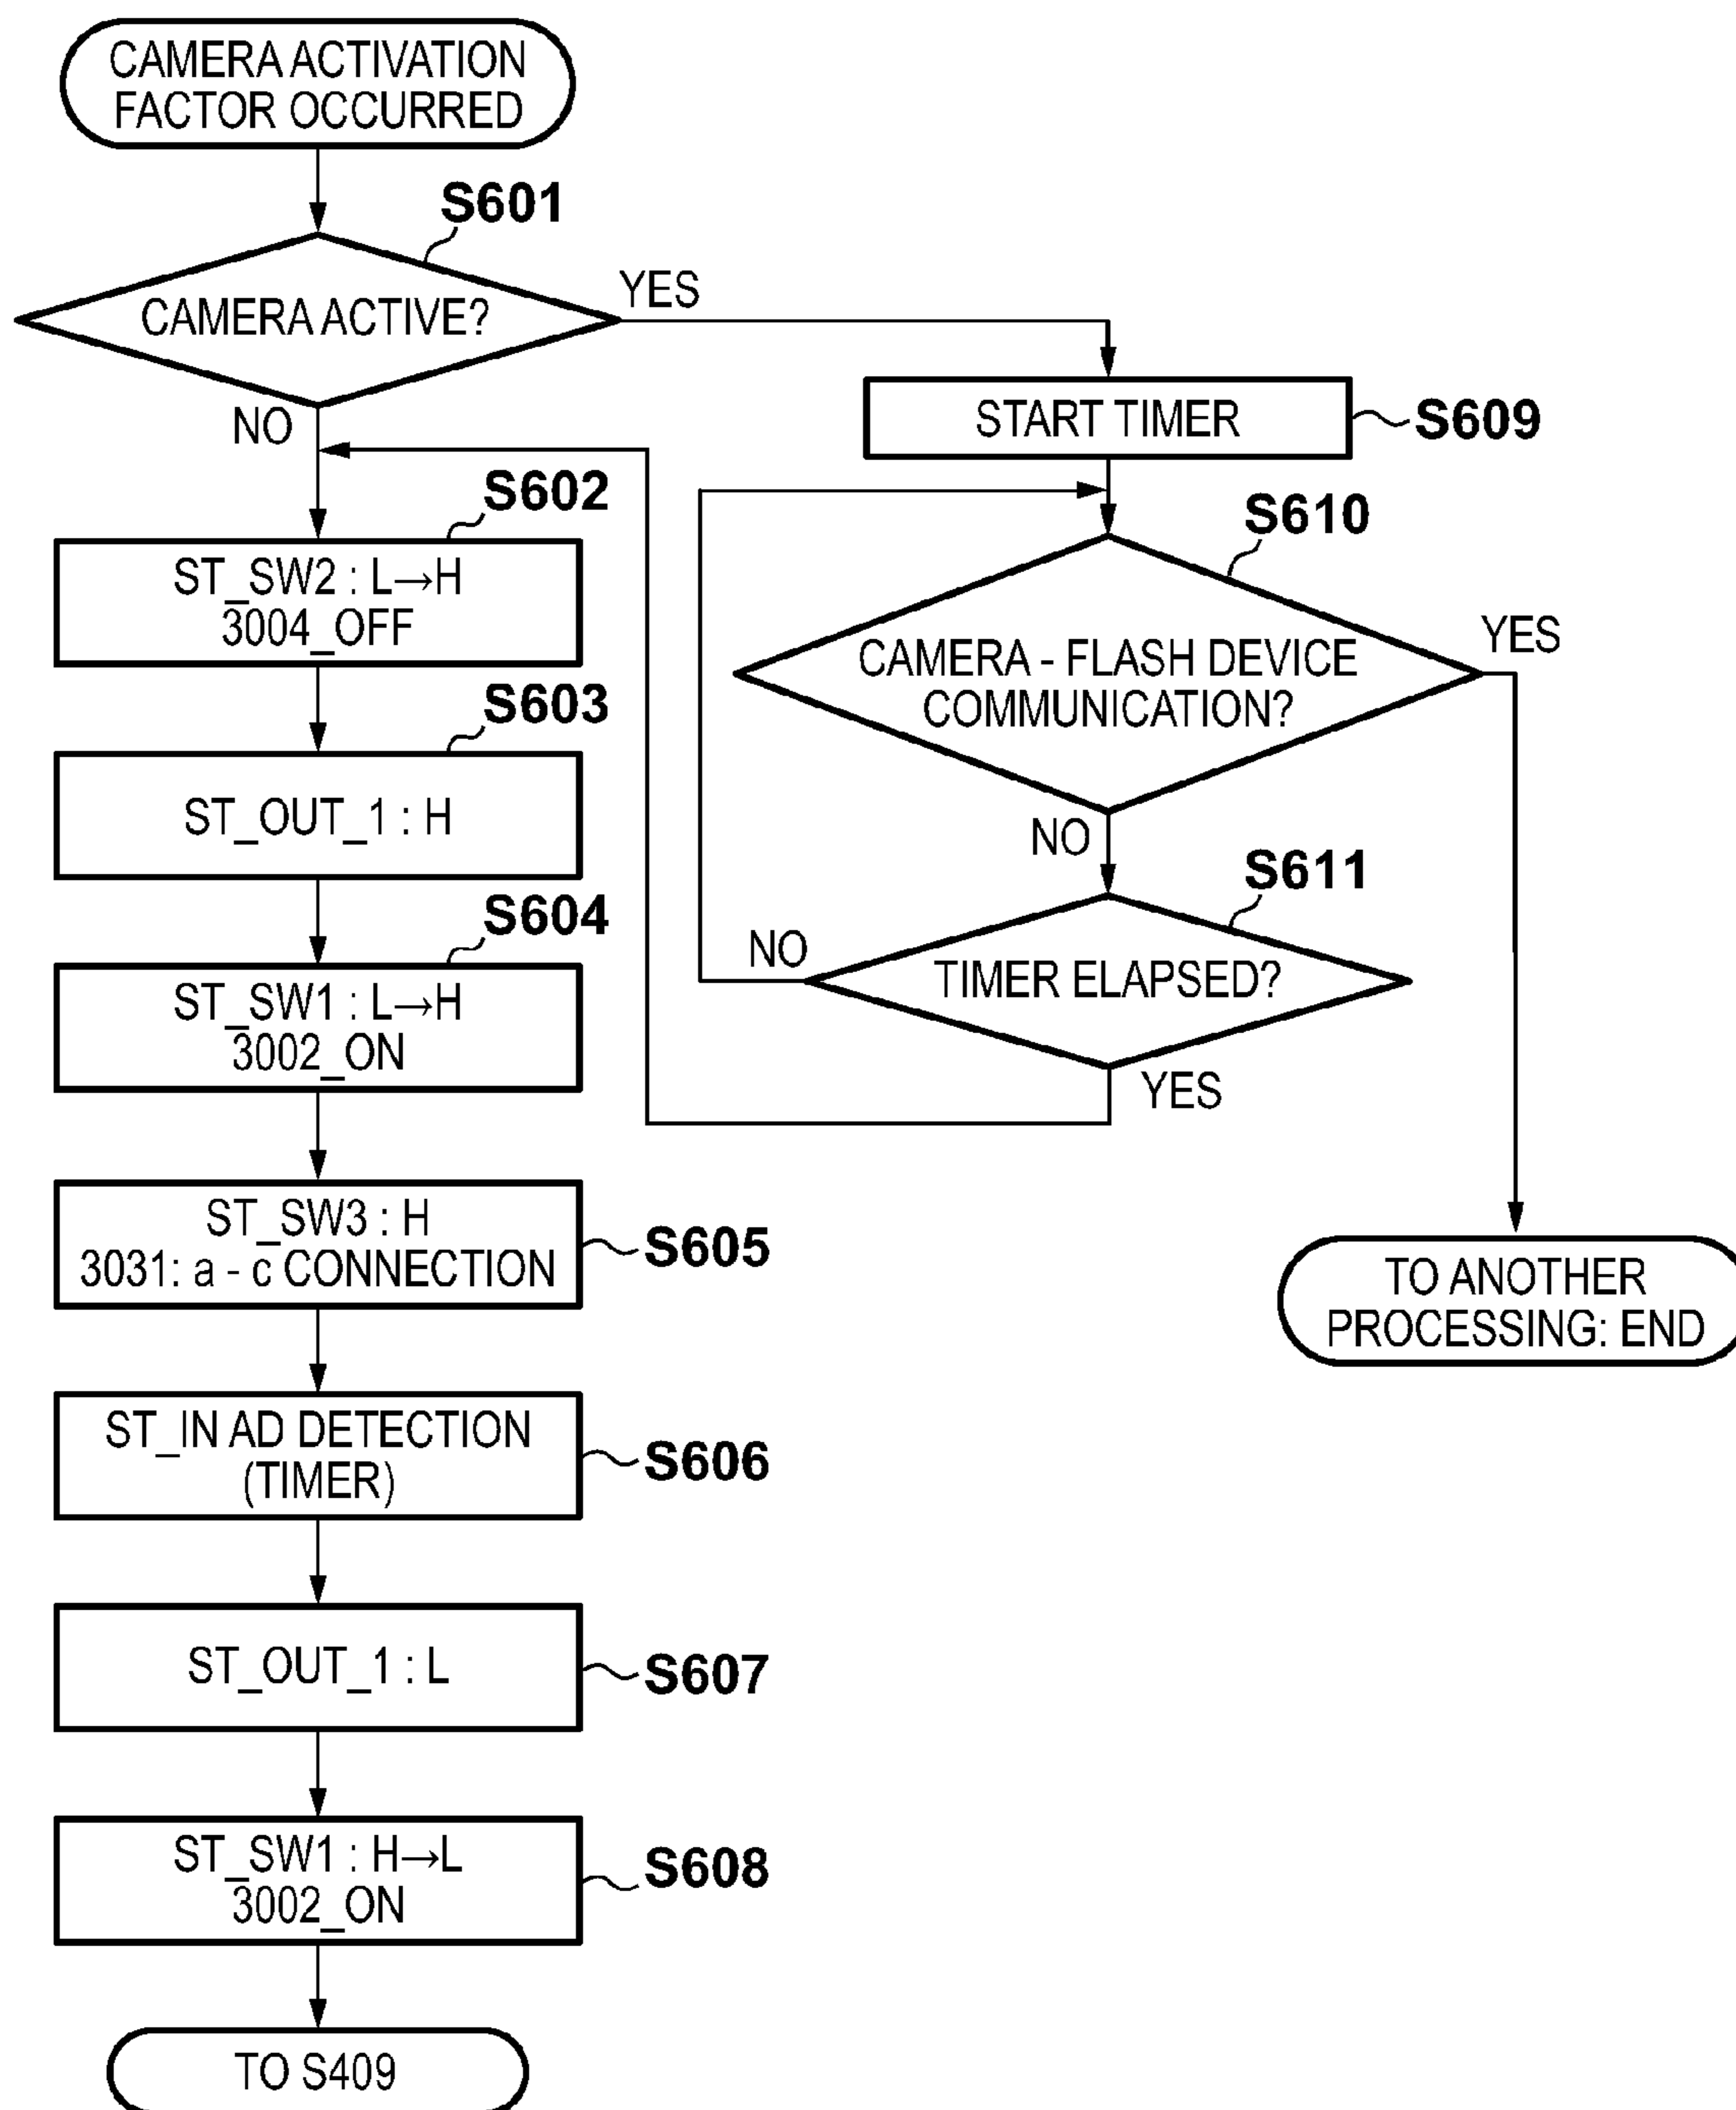 CAMERA ACTIVATION
FACTOR OCCURRED
S601
CAMERA ACTIVE?
YES
NO
S602
ST_SW2 : L→H
3004_OFF
S603
ST_OUT_1 : H
S604
ST_SW1 : L→H
3002_ON
ST_SW3 : H
3031: a - c CONNECTION
S605
ST_IN AD DETECTION
(TIMER)
S606
ST_OUT_1 : L
S607
ST_SW1 : H→L
3002_ON
S608
TO S409
START TIMER
S609
S610
CAMERA - FLASH DEVICE
COMMUNICATION?
YES
NO
S611
TIMER ELAPSED?
NO
YES
TO ANOTHER
PROCESSING: END